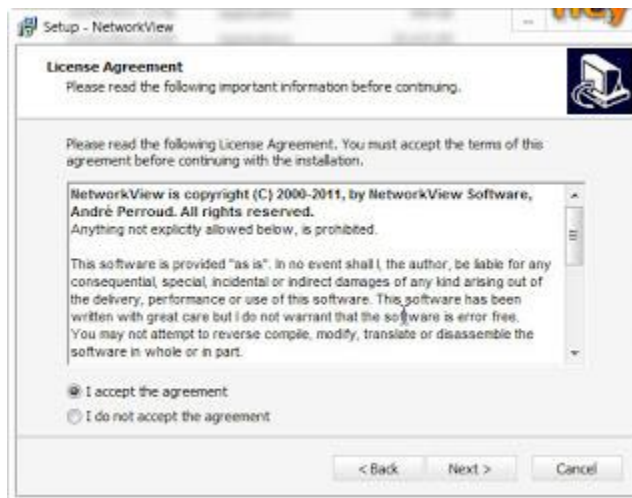 Setup - NetworkView
License Agreement
Please read the following important information before continuing.
Please read the following License Agreement. You must accept the terms of this
agreement before continuing with the installation.
NetworkView is copyright (C) 2000-2011, by NetworkView Software,
André Perroud. All rights reserved.
Anything not explicitly allowed below, is prohibited.
This software is provided "as is". In no event shall I, the author, be liable for any
consequential, special, incidental or indirect damages of any kind arising out of
the delivery, performance or use of this software. This software has been
written with great care but I do not warrant that the software is error free.
You may not attempt to reverse compile, modify, translate or disassemble the
software in whole or in part.
I accept the agreement
I do not accept the agreement
< Back
Next >
Cancel